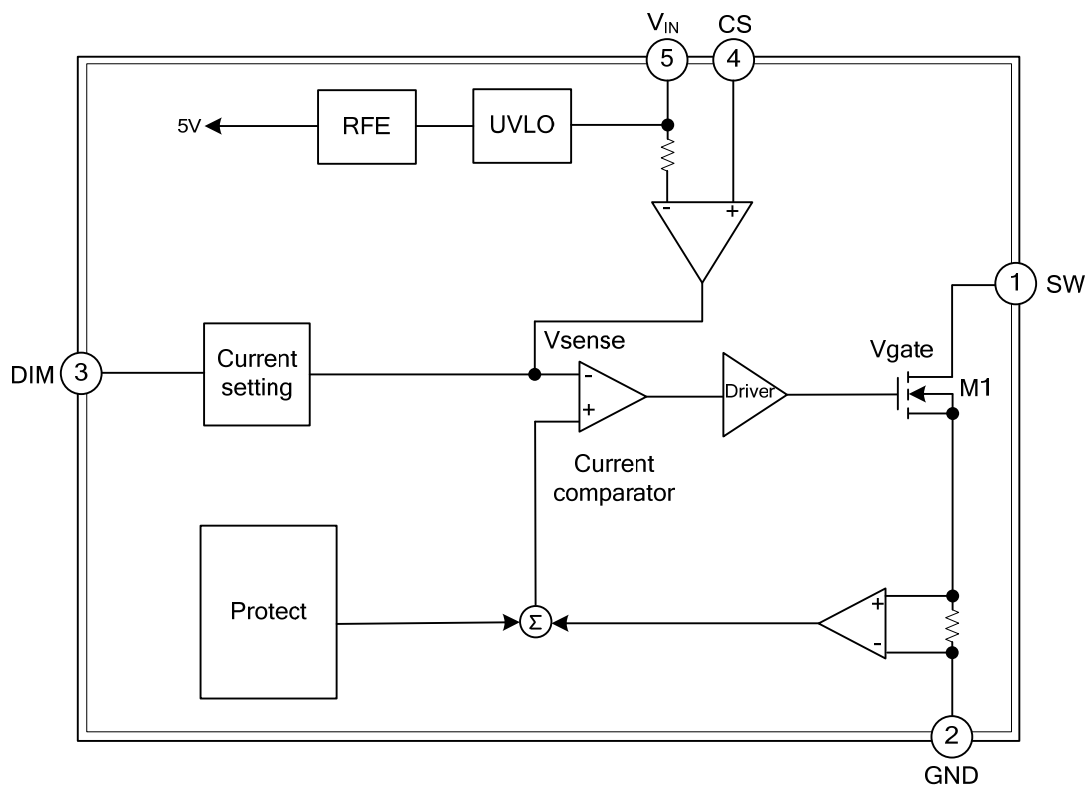 VIN CS
5 4
5V RFE UVLO
- +
1 SW
DIM 3 Current
setting
Vsense
-
+
Driver
Vgate
M1
Current
comparator
Protect
Σ
+
-
2
GND